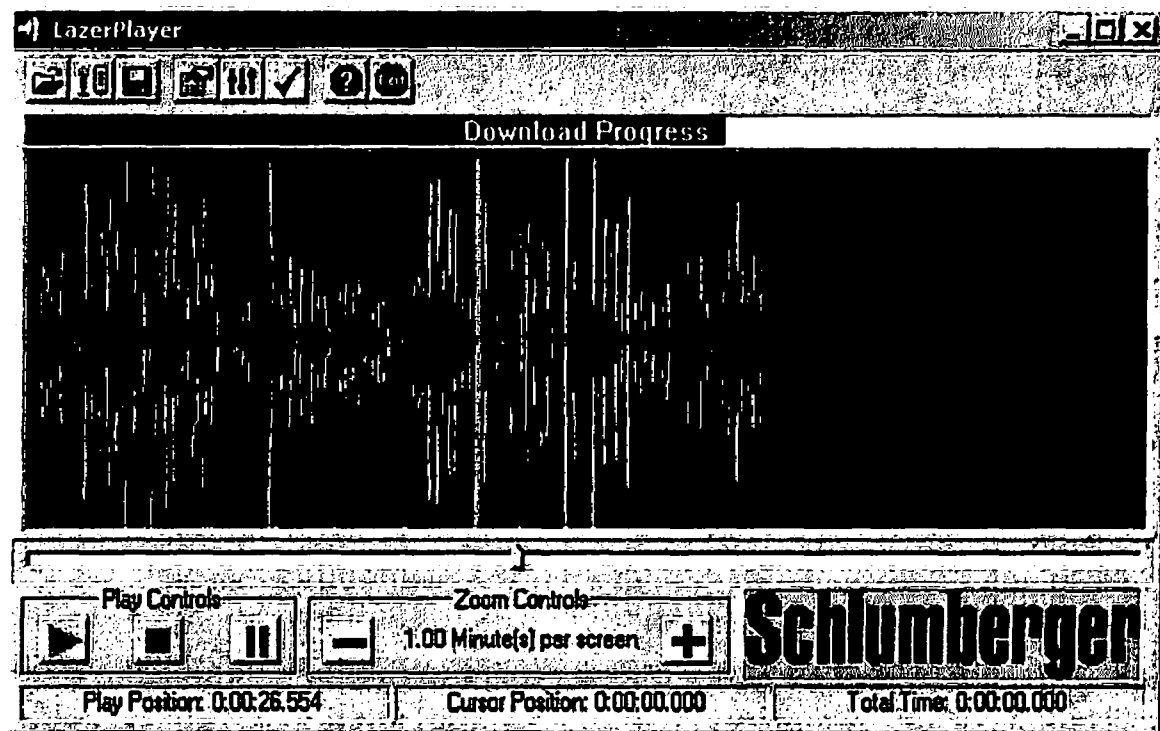 LazerPlayer
Download Progress
Play Controls
Zoom Controls
1.00 Minute(s) per screen
Schlumberger
Play Position: 0:00:26.554
Cursor Position: 0:00:00.000
Total Time: 0:00:00.000